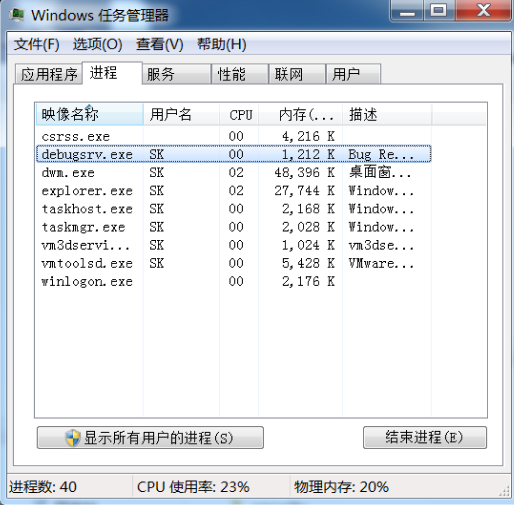 Windows 任务管理器
文件(F) 选项(O) 查看(V) 帮助(H)
应用程序 进程 服务 性能 联网 用户
映像名称 用户名 CPU 内存(... 描述
csrss.exe 00 4,216 K
debugsrv.exe SK 00 1,212 K Bug Re...
dwm.exe SK 02 48,396 K 桌面窗...
explorer.exe SK 02 27,744 K Window...
taskhost.exe SK 00 2,168 K Window...
taskmgr.exe SK 00 2,028 K Window...
vm3dservi... SK 00 1,024 K vm3dse...
vmtoolsd.exe SK 00 5,428 K VMware...
winlogon.exe 00 2,176 K
显示所有用户的进程(S) 结束进程(E)
进程数: 40 CPU 使用率: 23% 物理内存: 20%